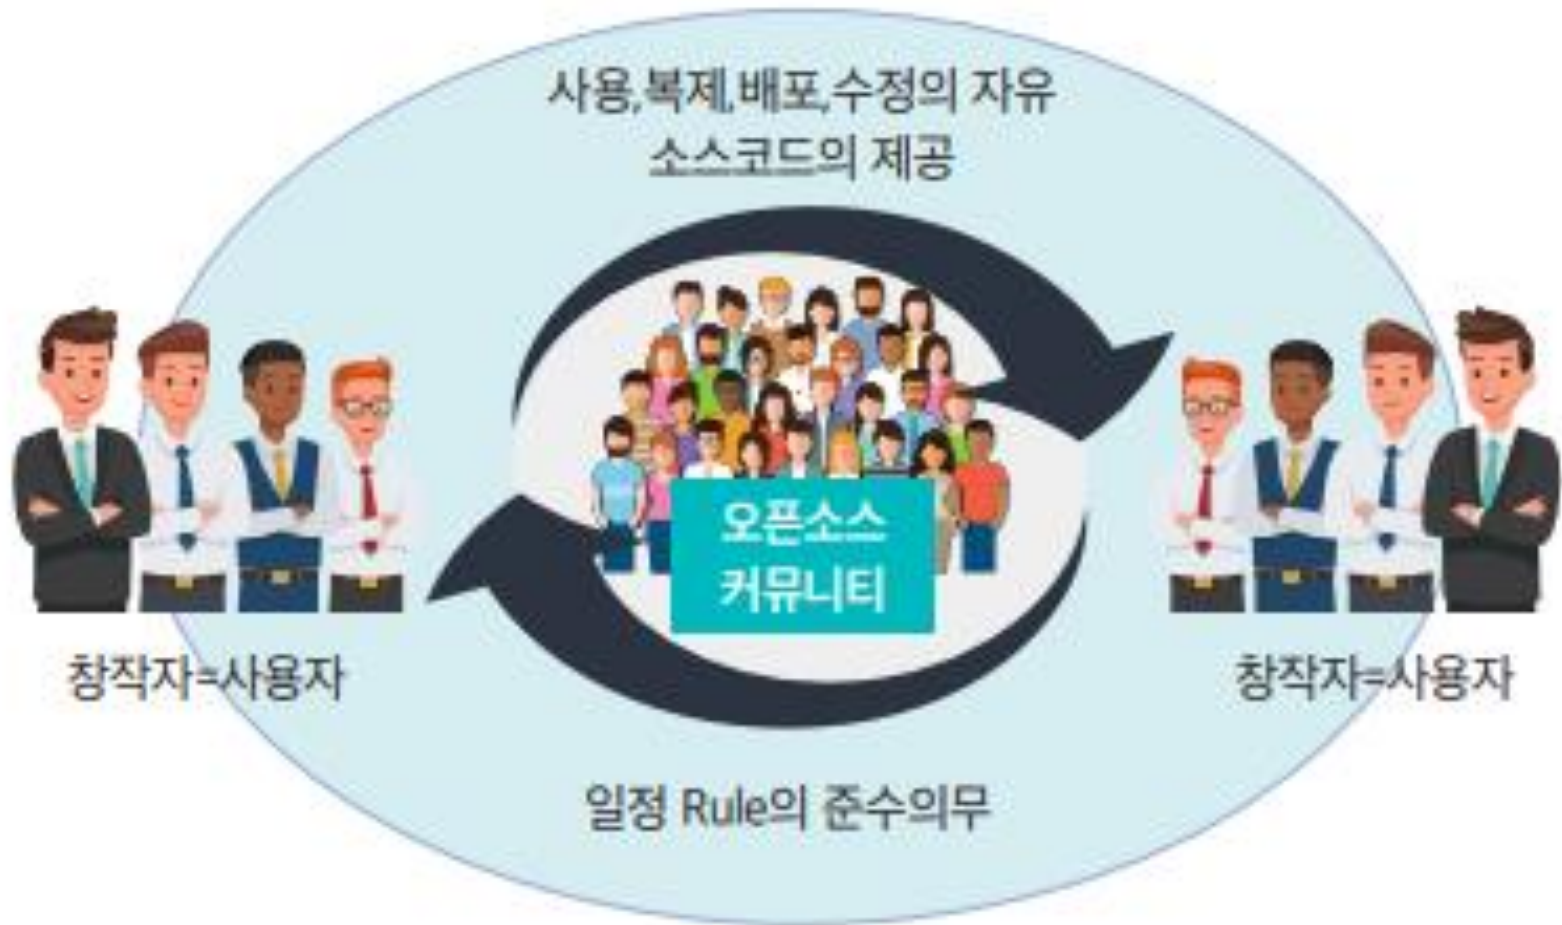 사용,복제,배포,수정의 자유
소스코드의 제공
오픈소스
커뮤니티
창작자=사용자
창작자=사용자
일정 Rule의 준수의무